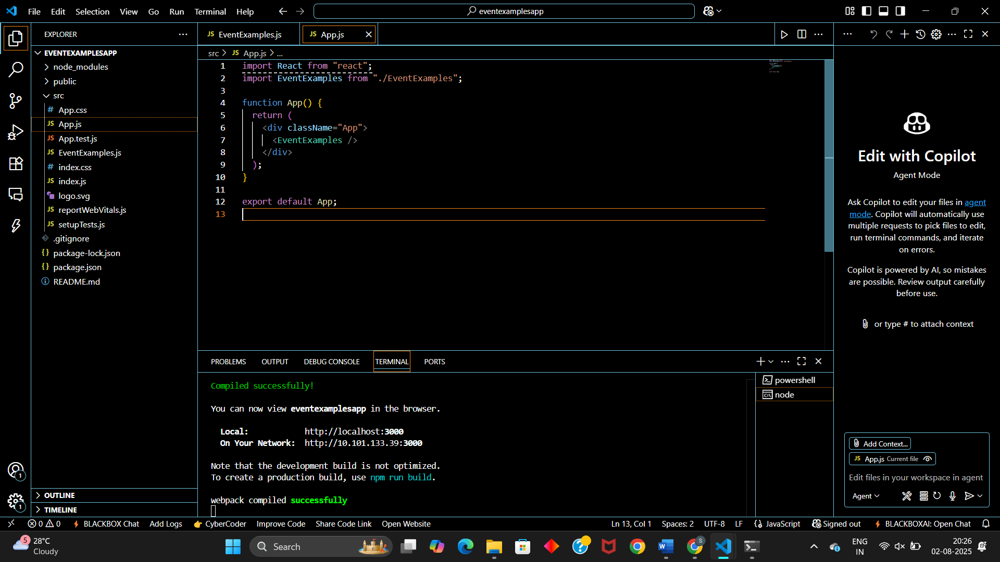 File Edit Selection View Go Run Terminal Help
eventexamplesapp
EXPLORER
EVENTEXAMPLESAPP
node_modules
public
src
# App.css
JS App.js
JS App.test.js
JS EventExamples.js
# index.css
JS index.js
logo.svg
JS reportWebVitals.js
JS setupTests.js
.gitignore
{} package-lock.json
{} package.json
README.md
OUTLINE
TIMELINE
JS EventExamples.js
JS App.js
src > JS App.js > ...
1 import React from "react";
2 import EventExamples from "./EventExamples";
3
4 function App() {
5 return (
6 <div className="App">
7 <EventExamples />
8 </div>
9 );
10 }
11
12 export default App;
13
PROBLEMS OUTPUT DEBUG CONSOLE TERMINAL PORTS
Compiled successfully!
You can now view eventexamplesapp in the browser.
Local: http://localhost:3000
On Your Network: http://10.101.133.39:3000
Note that the development build is not optimized.
To create a production build, use npm run build.
webpack compiled successfully
powershell
node
Edit with Copilot
Agent Mode
Ask Copilot to edit your files in agent
mode. Copilot will automatically use
multiple requests to pick files to edit,
run terminal commands, and iterate
on errors.
Copilot is powered by AI, so mistakes
are possible. Review output carefully
before use.
or type # to attach context
Add Context...
JS App.js Current file
Edit files in your workspace in agent
Agent
1
1
0 0 BLACKBOX Chat Add Logs CyberCoder Improve Code Share Code Link Open Website
Ln 13, Col 1 Spaces: 2 UTF-8 LF {} JavaScript Signed out BLACKBOXAI: Open Chat
5
28°C
Cloudy
Search
S
ENG
IN
20:26
02-08-2025